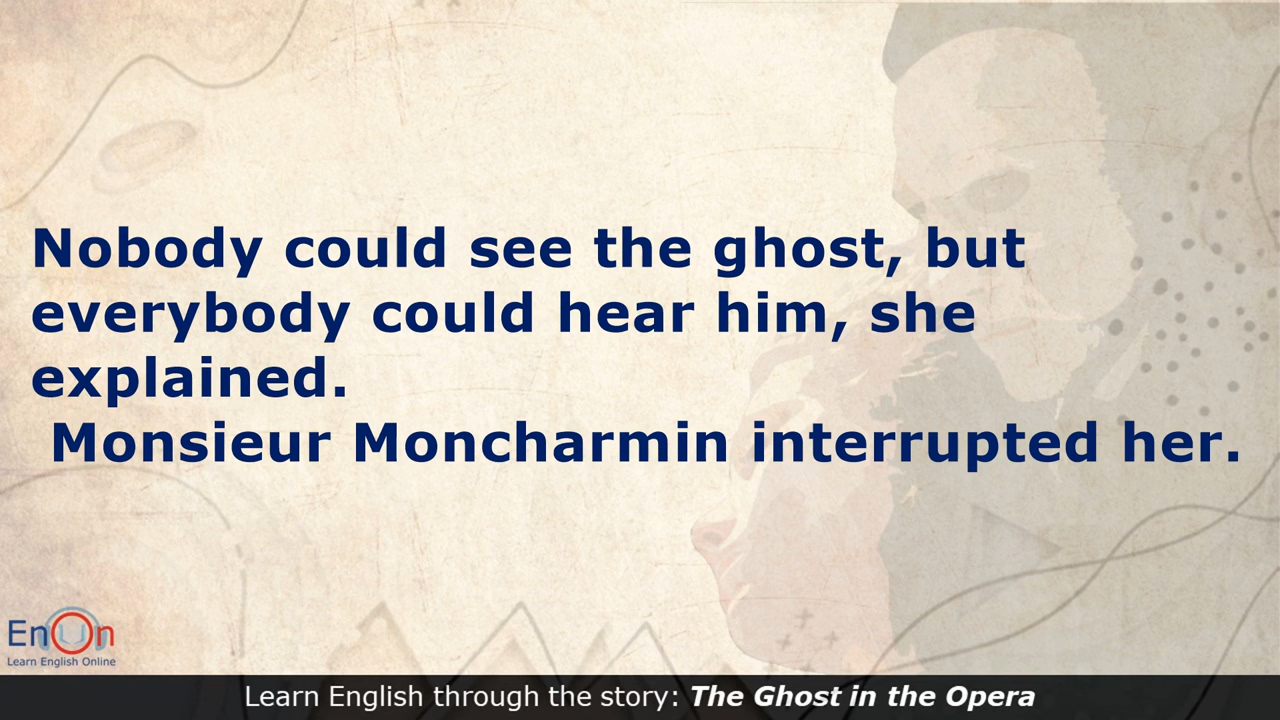 Nobody could see the ghost, but
everybody could hear him, she
explained.
Monsieur Moncharmin interrupted her.
EnOn
Learn English Online
Learn English through the story: The Ghost in the Opera